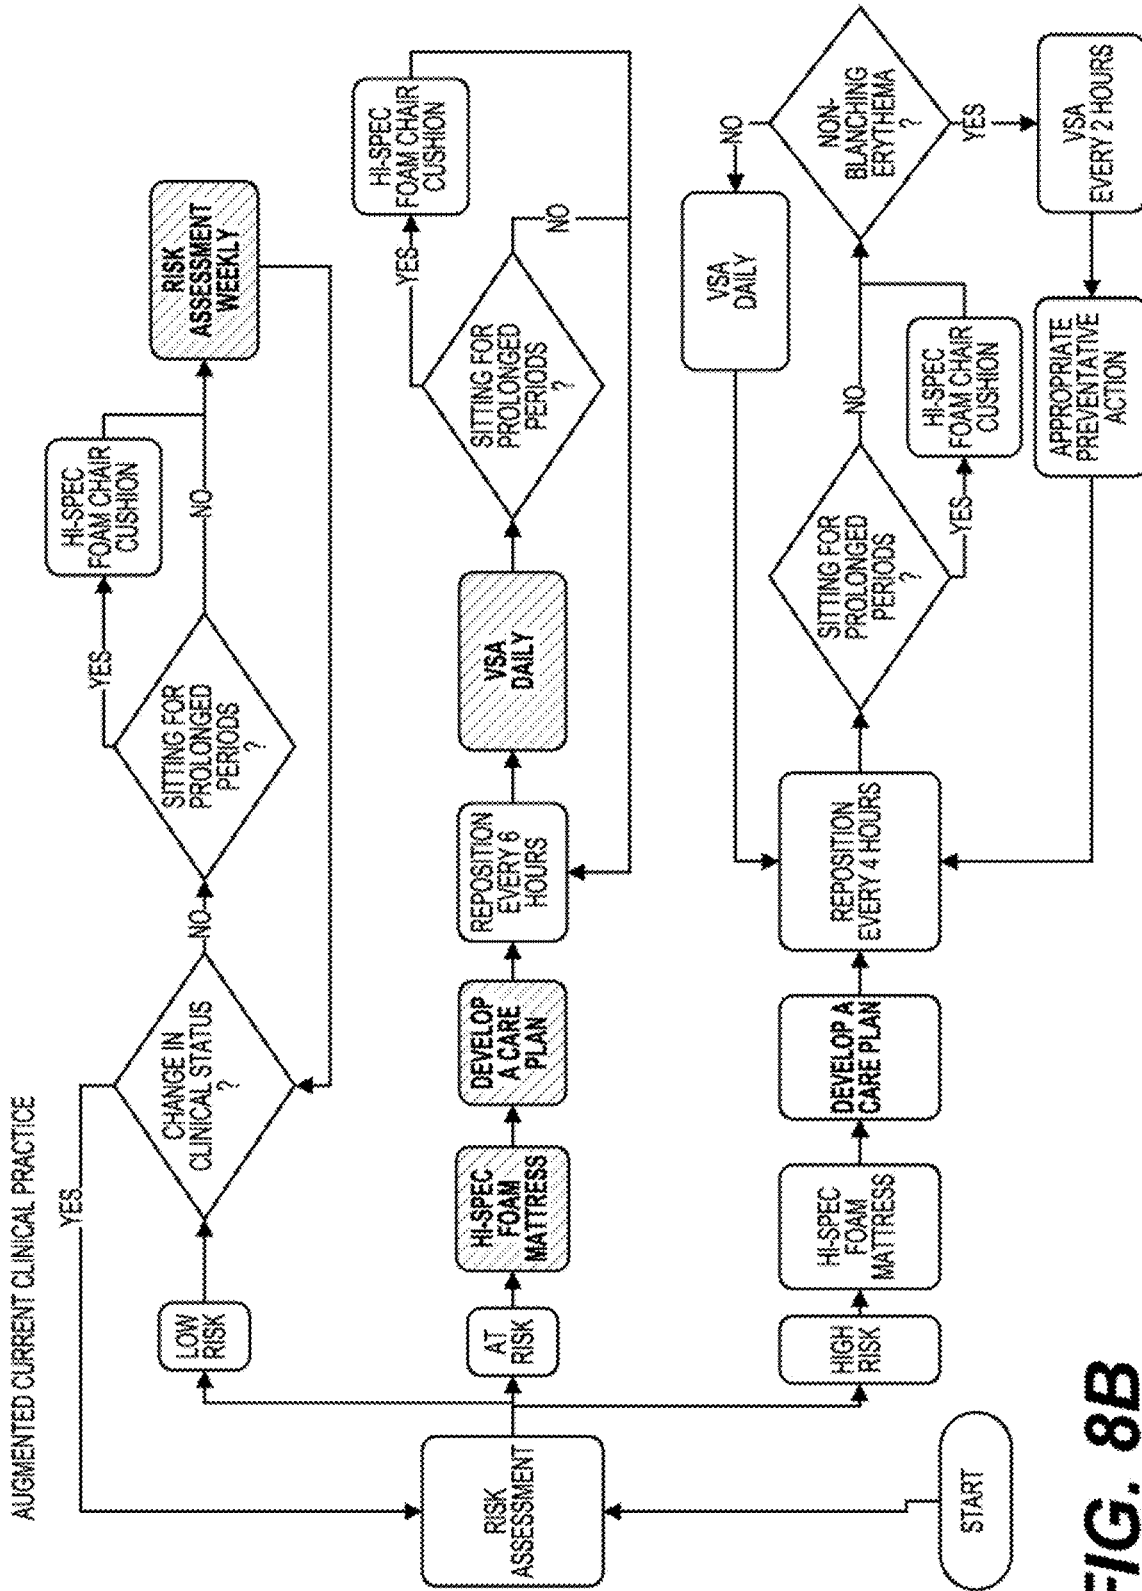 AUGMENTED CURRENT CLINICAL PRACTICE
START
RISK
ASSESSMENT
YES
LOW
RISK
CHANGE IN
CLINICAL STATUS
?
NO
SITTING FOR
PROLONGED
PERIODS
?
YES
HI-SPEC
FOAM CHAIR
CUSHION
NO
RISK
ASSESSMENT
WEEKLY
AT
RISK
HI-SPEC
FOAM
MATTRESS
DEVELOP
A CARE
PLAN
REPOSITION
EVERY 6
HOURS
VSA
DAILY
SITTING FOR
PROLONGED
PERIODS
?
YES
HI-SPEC
FOAM CHAIR
CUSHION
NO
HIGH
RISK
HI-SPEC
FOAM
MATTRESS
DEVELOP A
CARE PLAN
REPOSITION
EVERY 4 HOURS
SITTING FOR
PROLONGED
PERIODS
?
NO
YES
HI-SPEC
FOAM CHAIR
CUSHION
NON-
BLANCHING
ERYTHEMA
?
NO
VSA
DAILY
YES
VSA
EVERY 2 HOURS
APPROPRIATE
PREVENTATIVE
ACTION
FIG. 8B